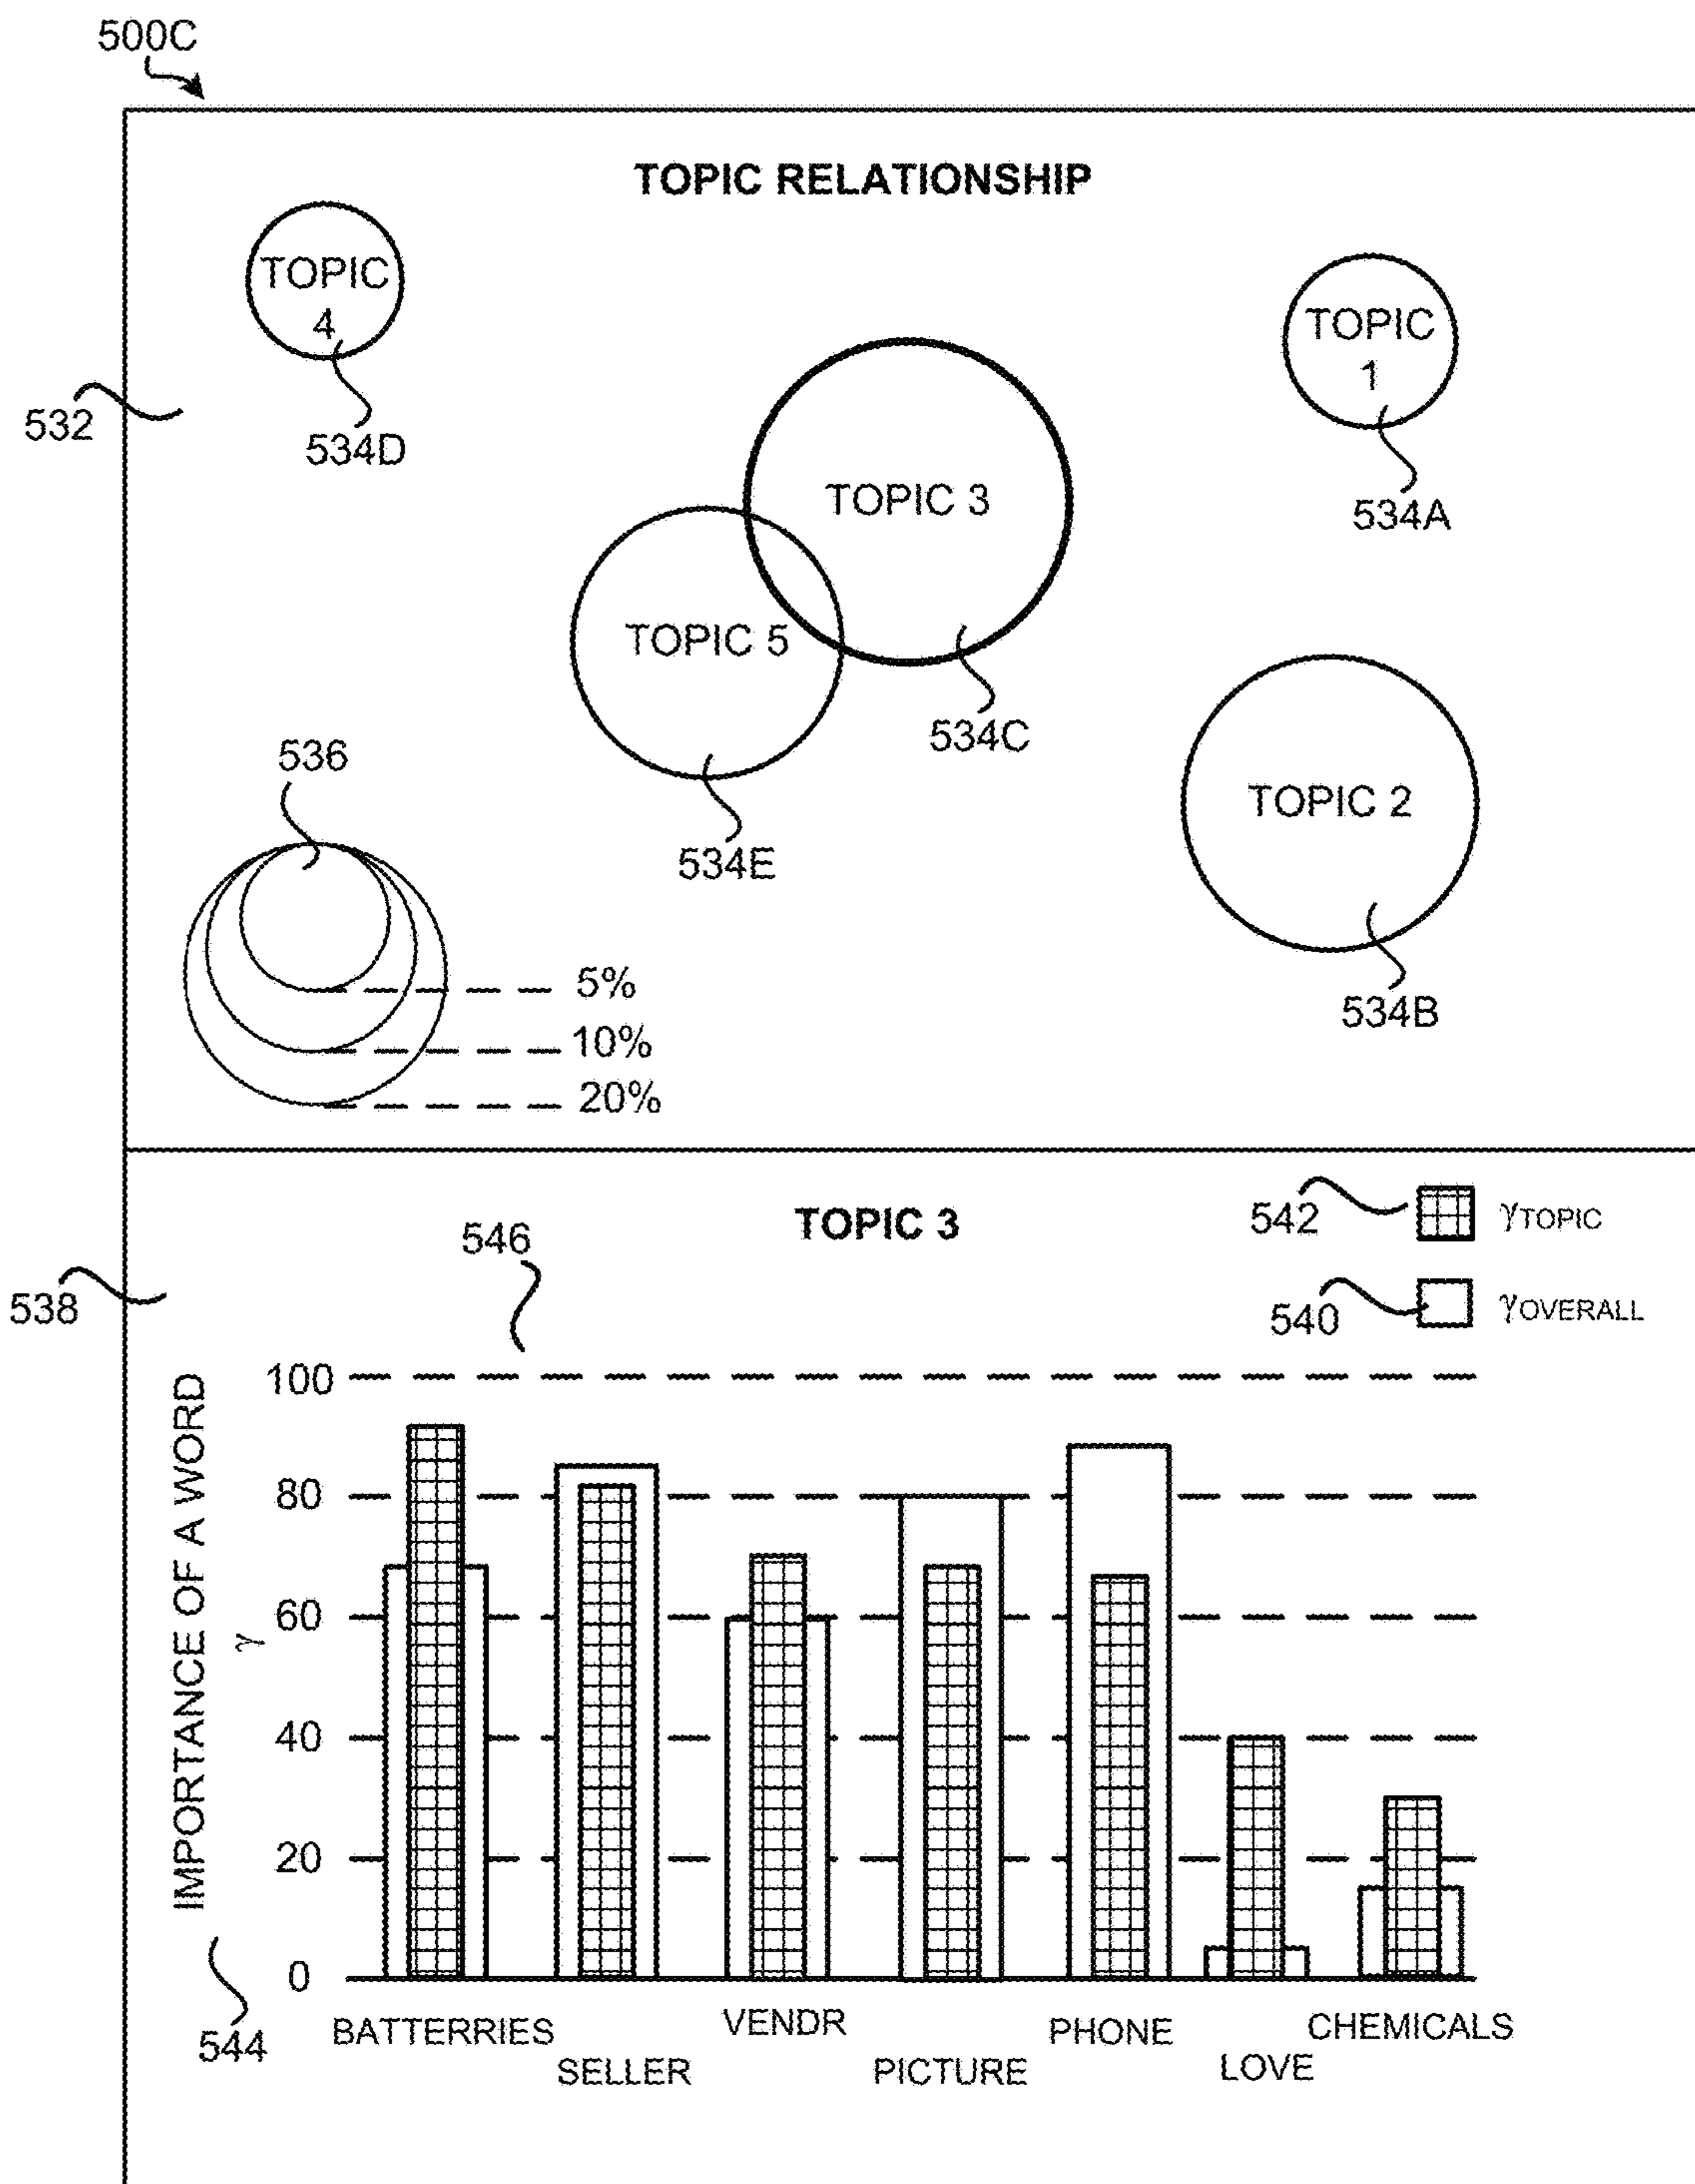 500C
TOPIC RELATIONSHIP
TOPIC
4
TOPIC
1
532
534D
TOPIC 3
534A
TOPIC 5
534C
536
TOPIC 2
534E
5%
534B
10%
20%
TOPIC 3
542
γTOPIC
546
538
540
γOVERALL
IMPORTANCE OF A WORD
γ
100
80
60
40
20
0
544
BATTERRIES
SELLER
VENDR
PICTURE
PHONE
LOVE
CHEMICALS